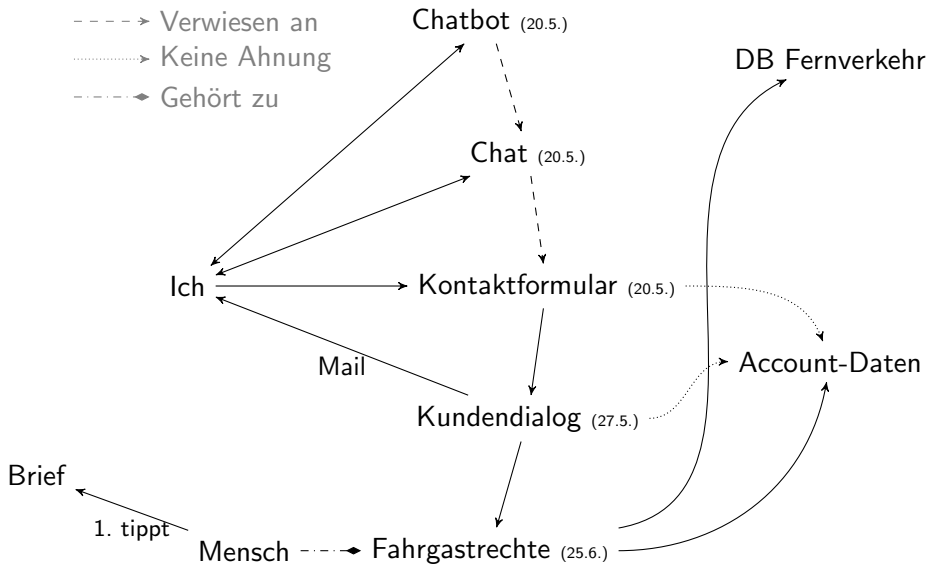 Verwiesen an
Keine Ahnung
Gehört zu
Chatbot (20.5.)
DB Fernverkehr
Chat (20.5.)
Ich
Kontaktformular (20.5.)
Mail
Account-Daten
Kundendialog (27.5.)
Brief
1. tippt
Mensch
Fahrgastrechte (25.6.)